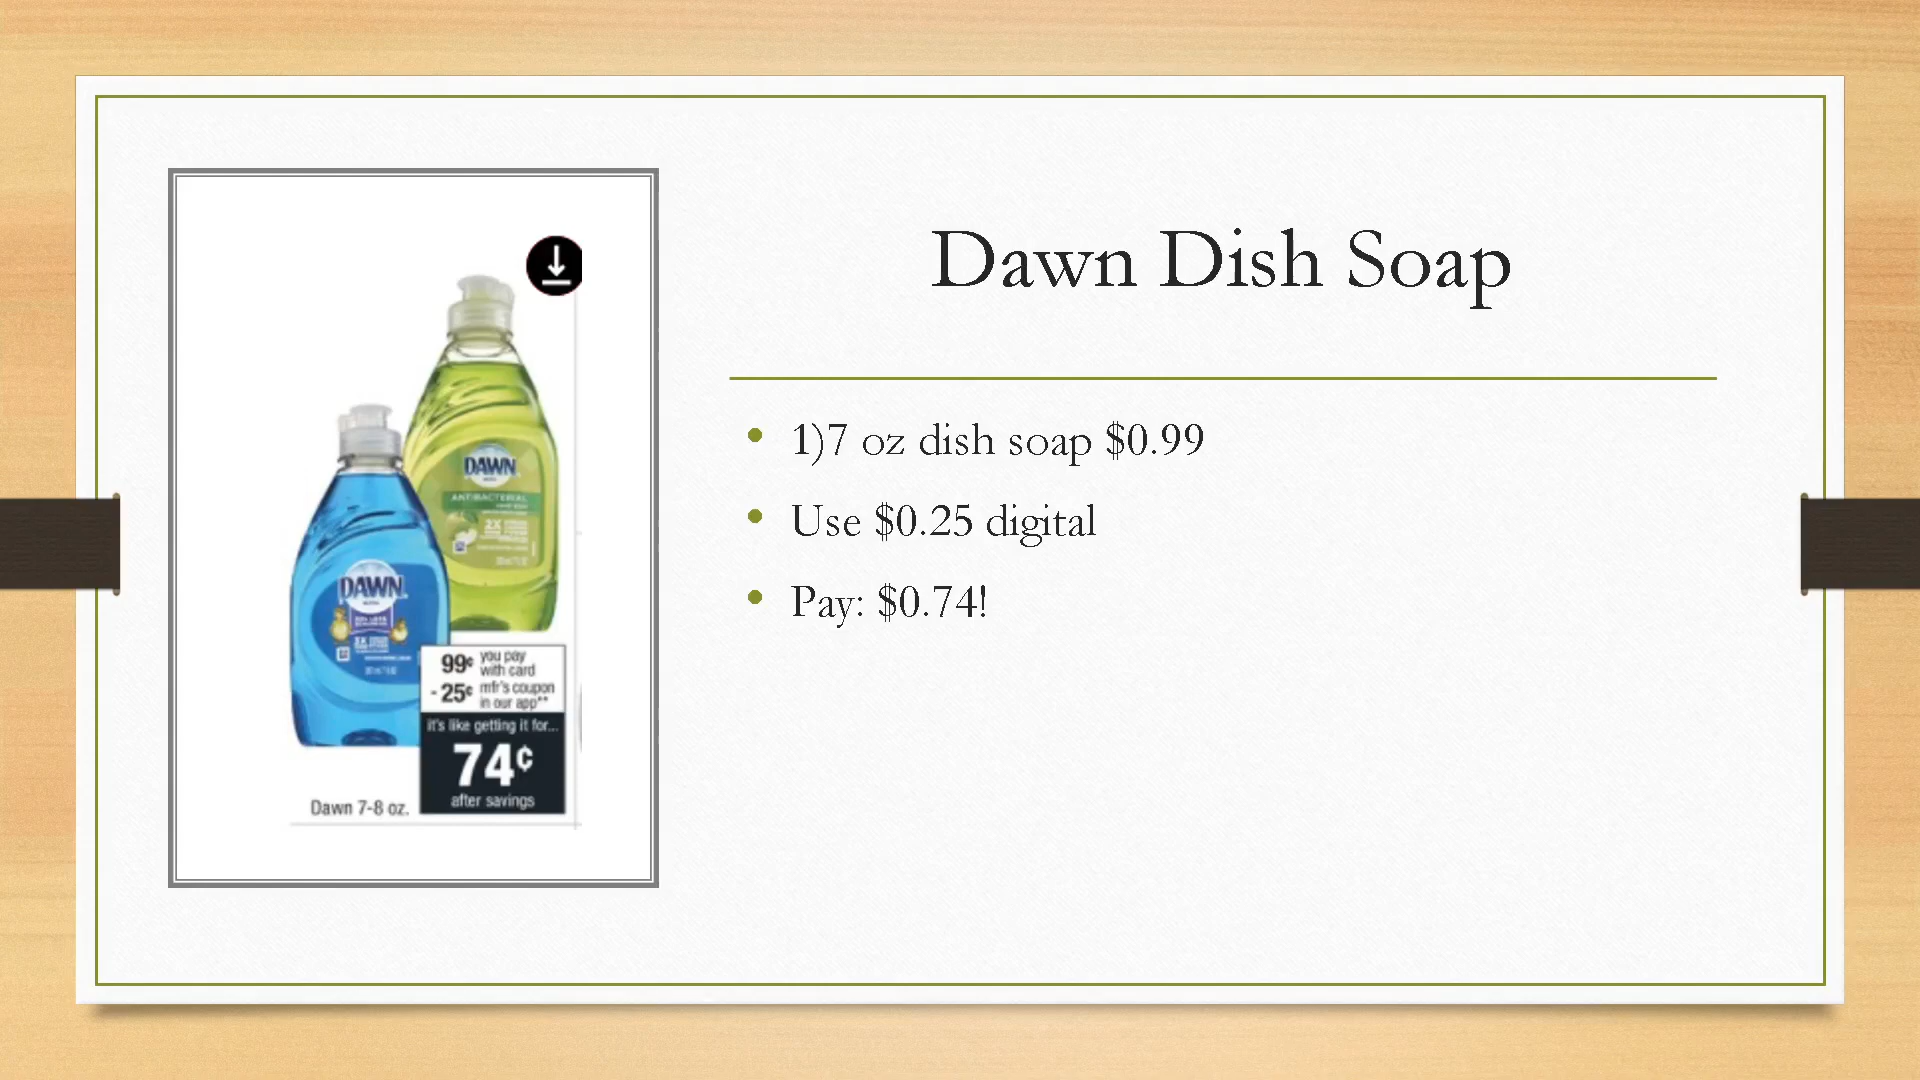 Dawn Dish Soap
• 1)7 oz dish soap $0.99
• Use $0.25 digital
• Pay: $0.74!
DAWN
ANTIBACTERIAL
2X
DAWN
ULTRA
99¢ you pay
with card
- 25¢ mfr's coupon
in our app**
it's like getting it for...
74¢
after savings
Dawn 7-8 oz.